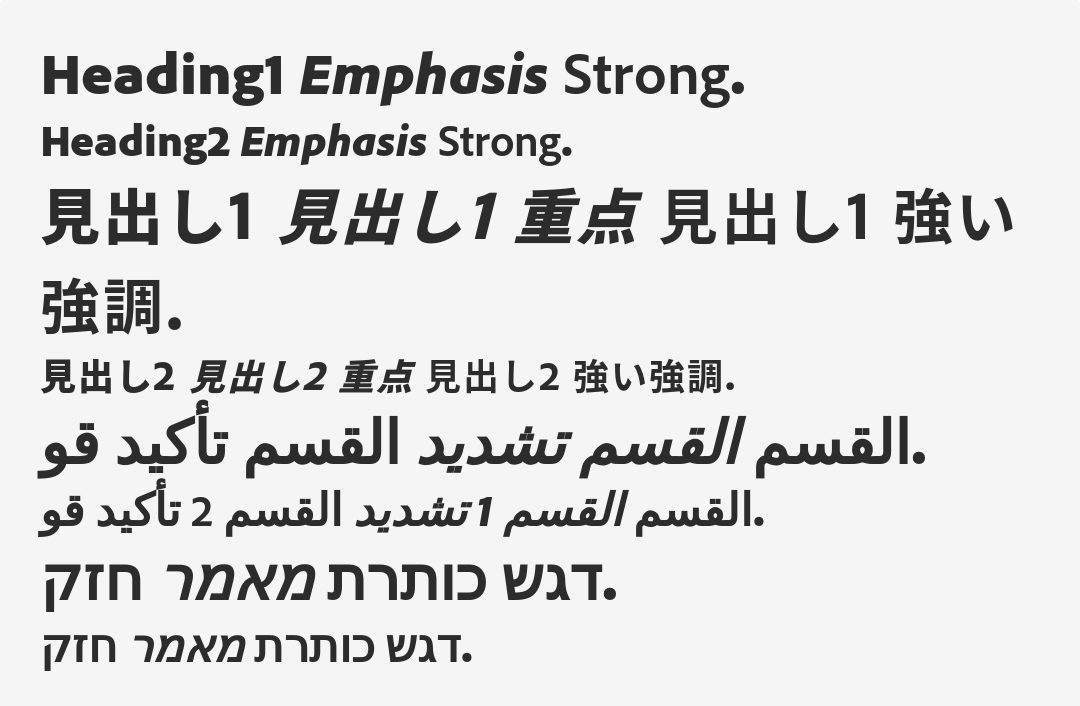 Heading1 Emphasis Strong.
Heading2 Emphasis Strong.
見出し1 見出し1 重点 見出し1 強い
強調.
見出し2 見出し2 重点 見出し2 強い強調.
القسم القسم تشديد القسم تأكيد قو.
القسم القسم 1 تشديد القسم 2 تأكيد قو.
דגש כותרת מאמר חזק.
דגש כותרת מאמר חזק.